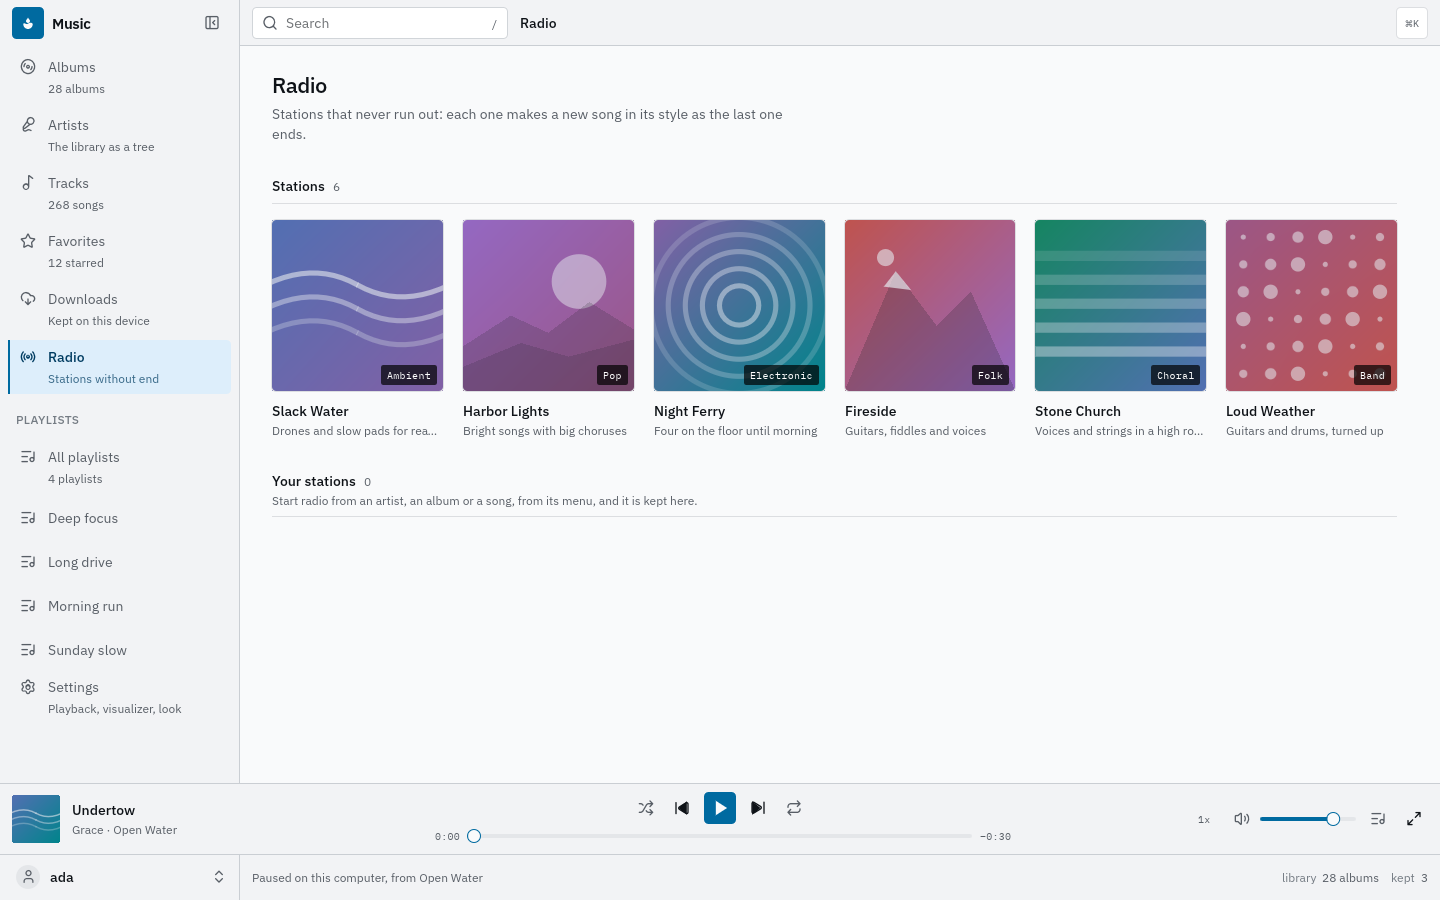 Music
Search
/
Radio
⌘K
Albums
28 albums
Artists
The library as a tree
Tracks
268 songs
Favorites
12 starred
Downloads
Kept on this device
Radio
Stations without end
PLAYLISTS
All playlists
4 playlists
Deep focus
Long drive
Morning run
Sunday slow
Settings
Playback, visualizer, look
Radio
Stations that never run out: each one makes a new song in its style as the last one
ends.
Stations 6
Ambient
Pop
Electronic
Folk
Choral
Band
Slack Water
Drones and slow pads for rea…
Harbor Lights
Bright songs with big choruses
Night Ferry
Four on the floor until morning
Fireside
Guitars, fiddles and voices
Stone Church
Voices and strings in a high ro…
Loud Weather
Guitars and drums, turned up
Your stations 0
Start radio from an artist, an album or a song, from its menu, and it is kept here.
Undertow
Grace · Open Water
0:00
−0:30
1x
ada
Paused on this computer, from Open Water
library 28 albums kept 3